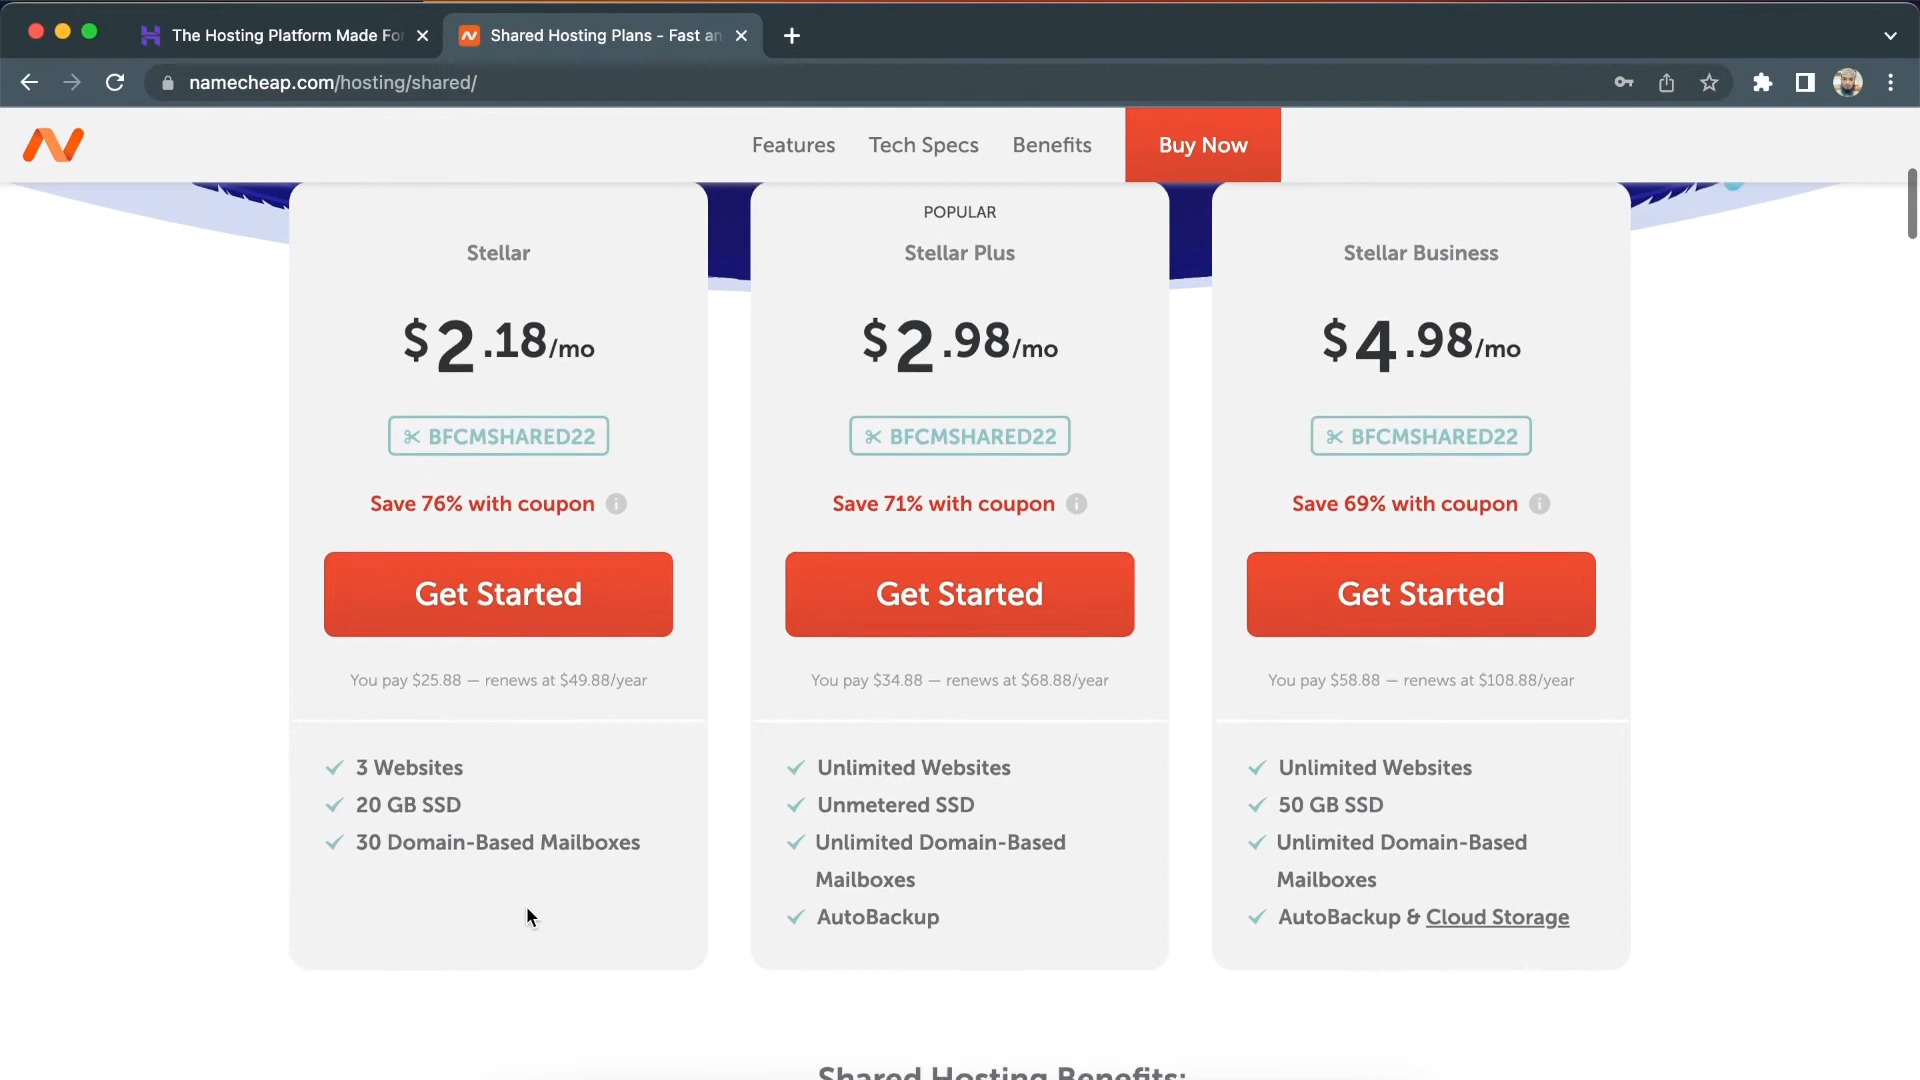 The Hosting Platform Made Fo
Shared Hosting Plans - Fast an
namecheap.com/hosting/shared/
Features
Tech Specs
Benefits
Buy Now
Stellar
$2.18/mo
BFCMSHARED22
Save 76% with coupon
Get Started
You pay $25.88 — renews at $49.88/year
3 Websites
20 GB SSD
30 Domain-Based Mailboxes
POPULAR
Stellar Plus
$2.98/mo
BFCMSHARED22
Save 71% with coupon
Get Started
You pay $34.88 — renews at $68.88/year
Unlimited Websites
Unmetered SSD
Unlimited Domain-Based
Mailboxes
AutoBackup
Stellar Business
$4.98/mo
BFCMSHARED22
Save 69% with coupon
Get Started
You pay $58.88 — renews at $108.88/year
Unlimited Websites
50 GB SSD
Unlimited Domain-Based
Mailboxes
AutoBackup & Cloud Storage
Shared Hosting Benefits: